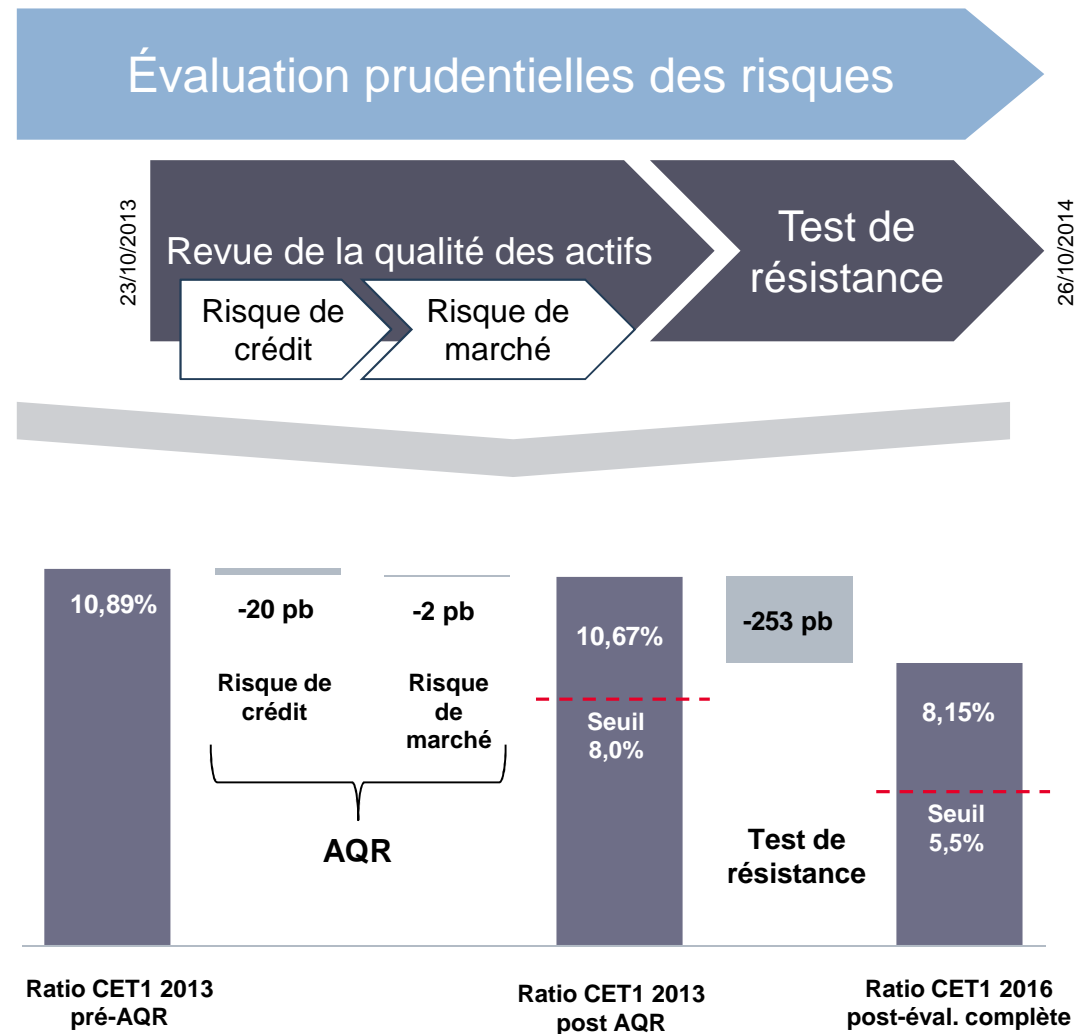 Évaluation prudentielles des risques
23/10/2013
Revue de la qualité des actifs
Risque de
crédit
Risque de
marché
Test de
résistance
26/10/2014
10,89%
-20 pb
-2 pb
Risque de
crédit
Risque
de
marché
AQR
10,67%
Seuil
8,0%
-253 pb
Test de
résistance
8,15%
Seuil
5,5%
Ratio CET1 2013
pré-AQR
Ratio CET1 2013
post AQR
Ratio CET1 2016
post-éval. complète